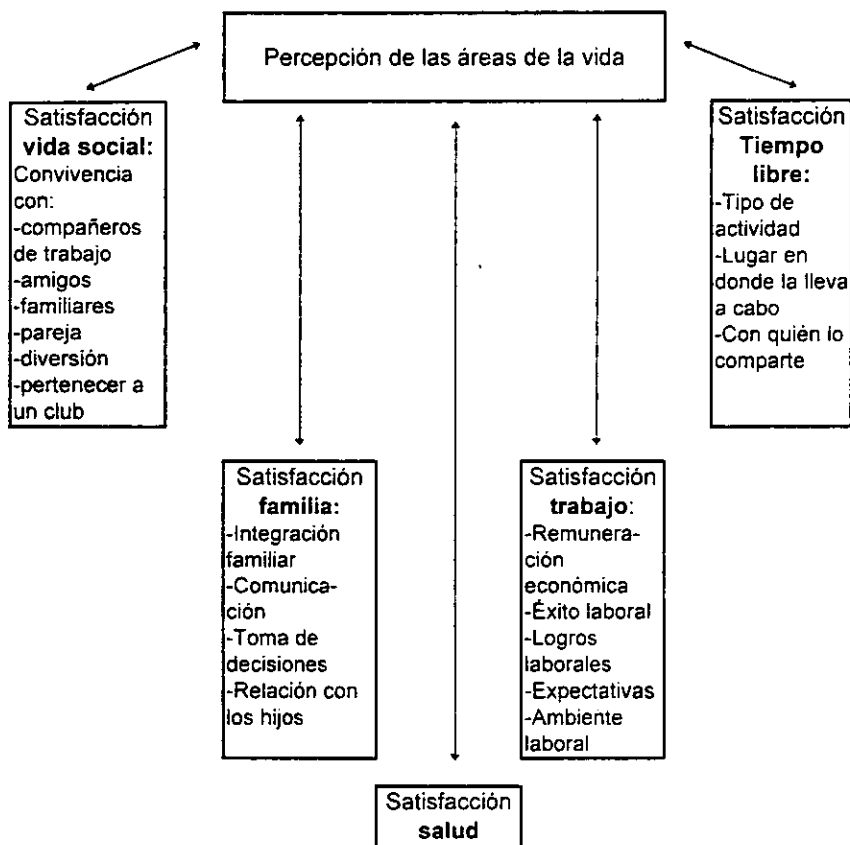 Percepción de las áreas de la vida
Satisfacción
vida social:
Convivencia
con:
-compañeros
de trabajo
-amigos
-familiares
-pareja
-diversión
-pertenecer a
un club
Satisfacción
Tiempo
libre:
-Tipo de
actividad
-Lugar en
donde la lleva
a cabo
-Con quién lo
comparte
Satisfacción
familia:
-Integración
familiar
-Comunica-
ción
-Toma de
decisiones
-Relación con
los hijos
Satisfacción
trabajo:
-Remunera-
ción
económica
-Éxito laboral
-Logros
laborales
-Expectativas
-Ambiente
laboral
Satisfacción
salud